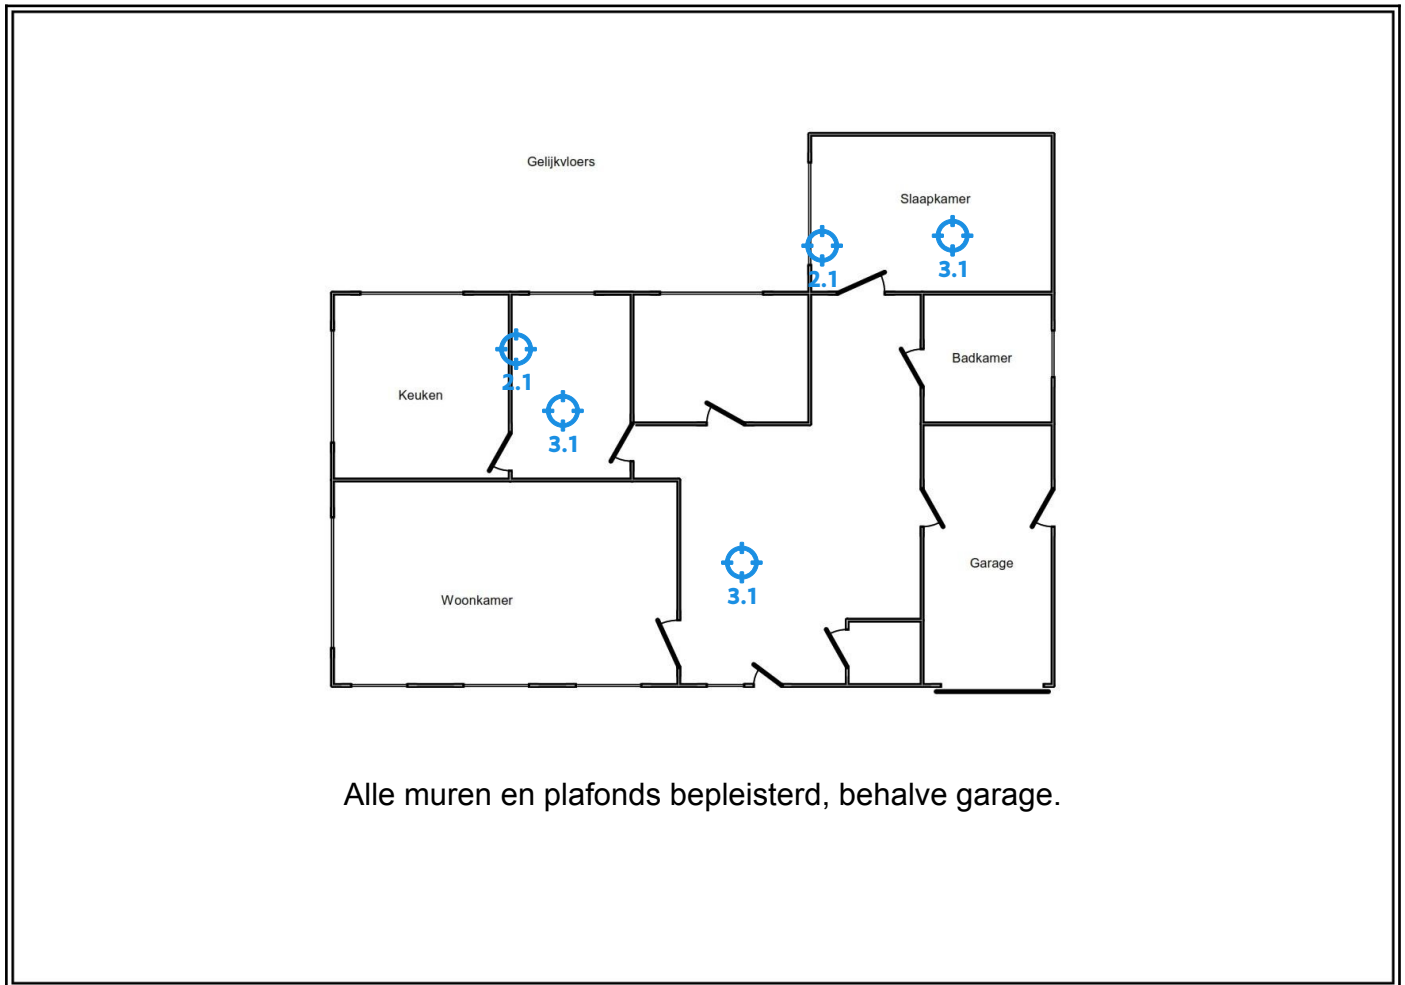 Gelijkvloers
Slaapkamer
2.1
3.1
Badkamer
2.1
Keuken
3.1
Garage
3.1
Woonkamer
Alle muren en plafonds bepleisterd, behalve garage.